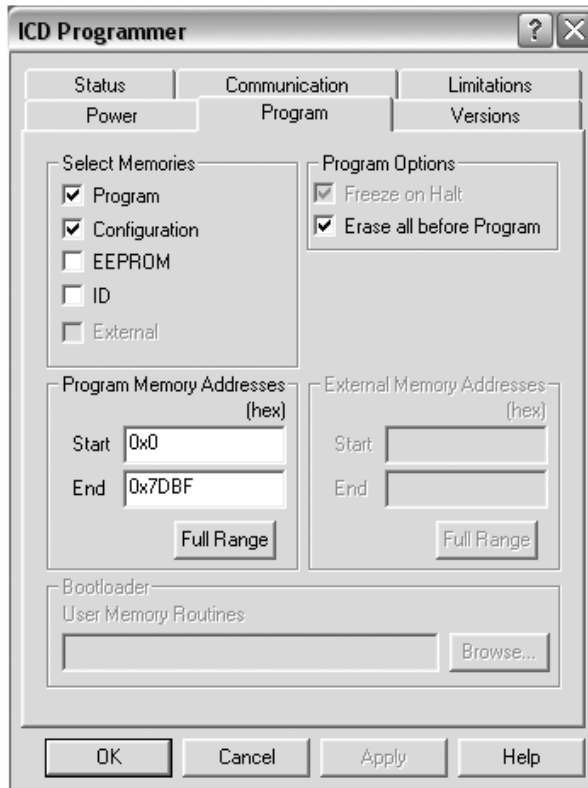 ICD Programmer
Status Communication Limitations
Power Program Versions
Select Memories
Program
Configuration
EEPROM
ID
External
Program Options
Freeze on Halt
Erase all before Program
Program Memory Addresses
(hex)
Start 0x0
End 0x7DBF
Full Range
External Memory Addresses
(hex)
Start
End
Full Range
Bootloader
User Memory Routines
Browse...
OK Cancel Apply Help